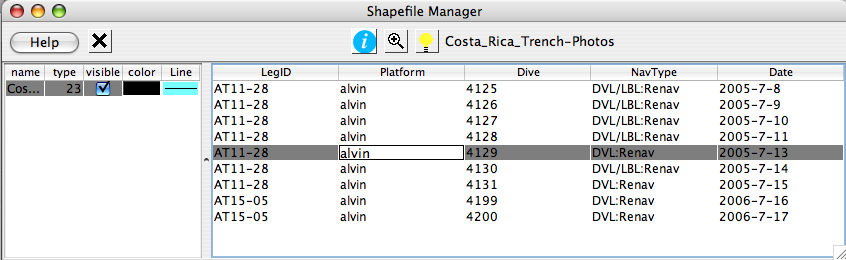 Shapefile Manager
Help Costa_Rica_Trench-Photos
name type visible color Line
Cos... 23
LegID Platform Dive NavType Date
AT11-28 alvin 4125 DVL/LBL:Renav 2005-7-8
AT11-28 alvin 4126 DVL/LBL:Renav 2005-7-9
AT11-28 alvin 4127 DVL/LBL:Renav 2005-7-10
AT11-28 alvin 4128 DVL/LBL:Renav 2005-7-11
AT11-28 alvin 4129 DVL:Renav 2005-7-13
AT11-28 alvin 4130 DVL/LBL:Renav 2005-7-14
AT11-28 alvin 4131 DVL:Renav 2005-7-15
AT15-05 alvin 4199 DVL:Renav 2006-7-16
AT15-05 alvin 4200 DVL:Renav 2006-7-17